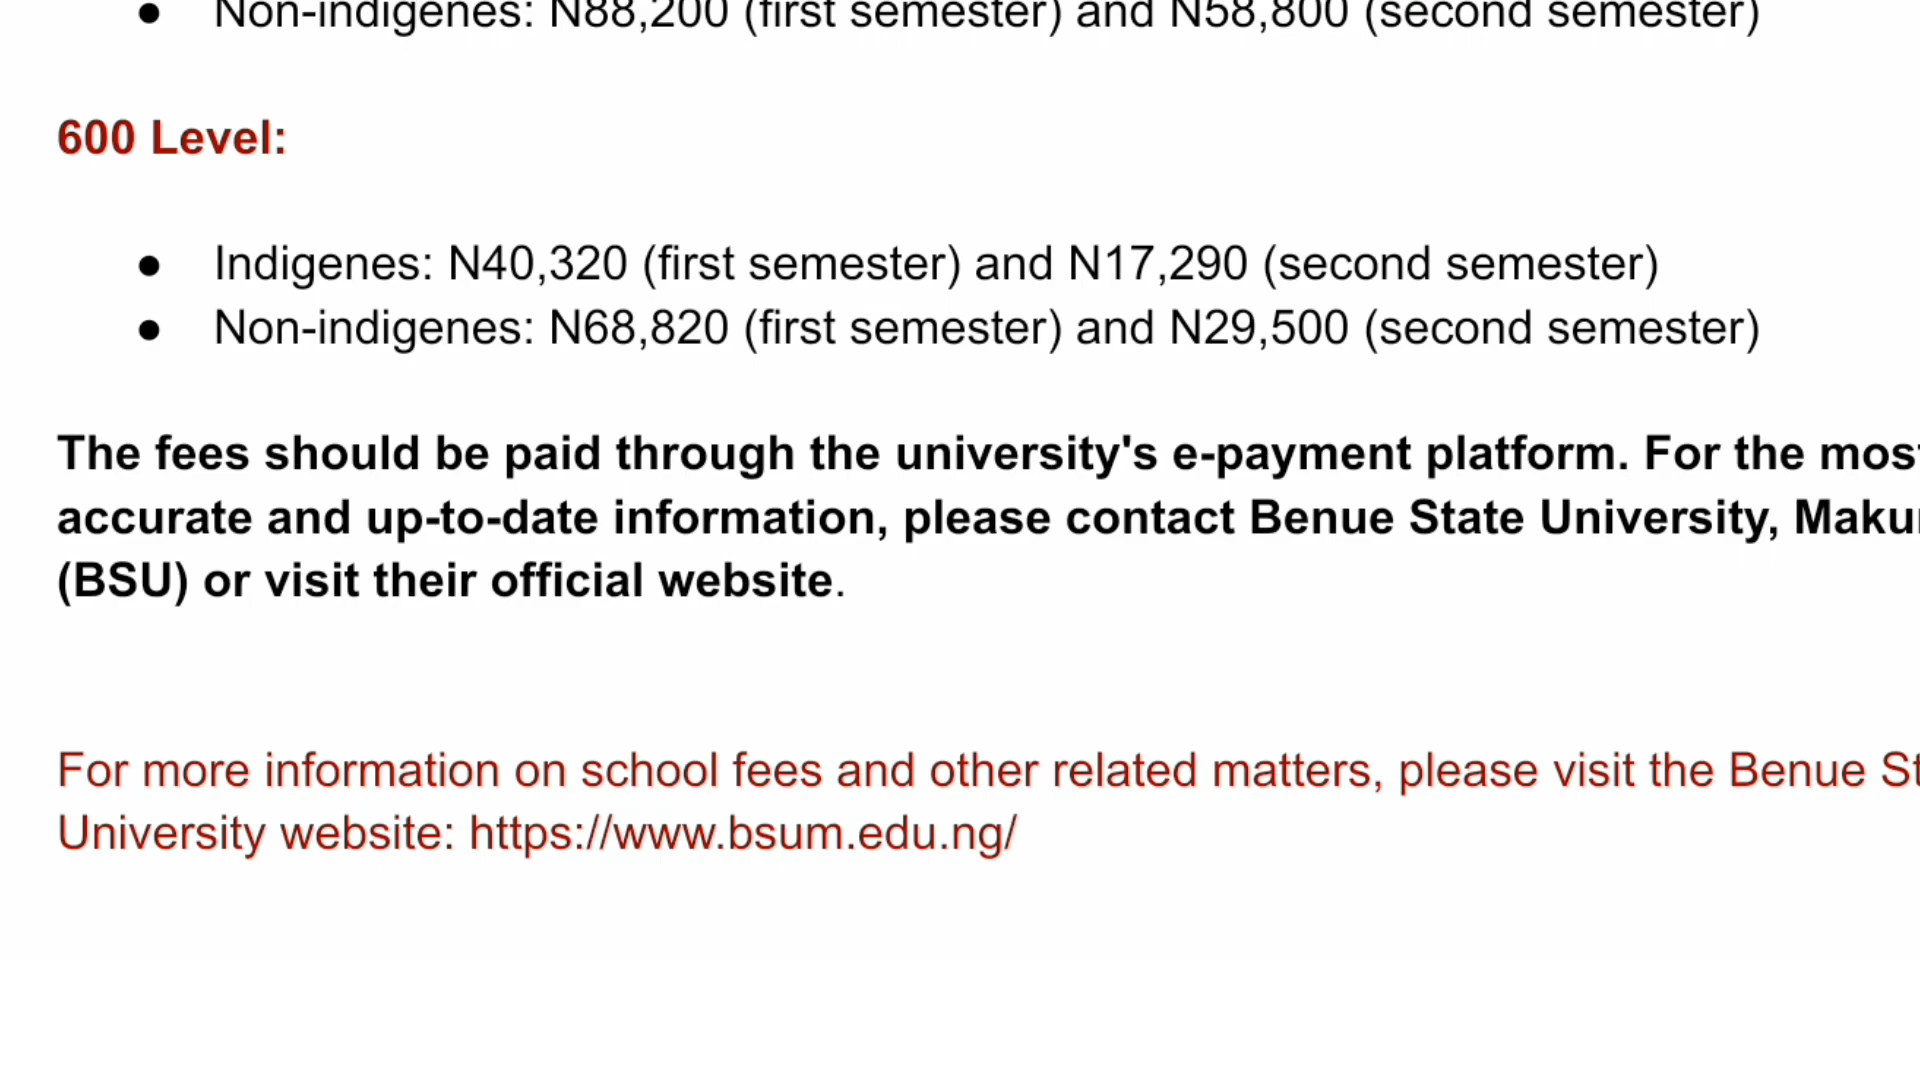 ● Non-indigenes: N88,200 (first semester) and N58,800 (second semester)
600 Level:
● Indigenes: N40,320 (first semester) and N17,290 (second semester)
● Non-indigenes: N68,820 (first semester) and N29,500 (second semester)
The fees should be paid through the university's e-payment platform. For the most
accurate and up-to-date information, please contact Benue State University,
(BSU) or visit their official website.
For more information on school fees and other related matters, please visit the Benue
University website: https://www.bsum.edu.ng/